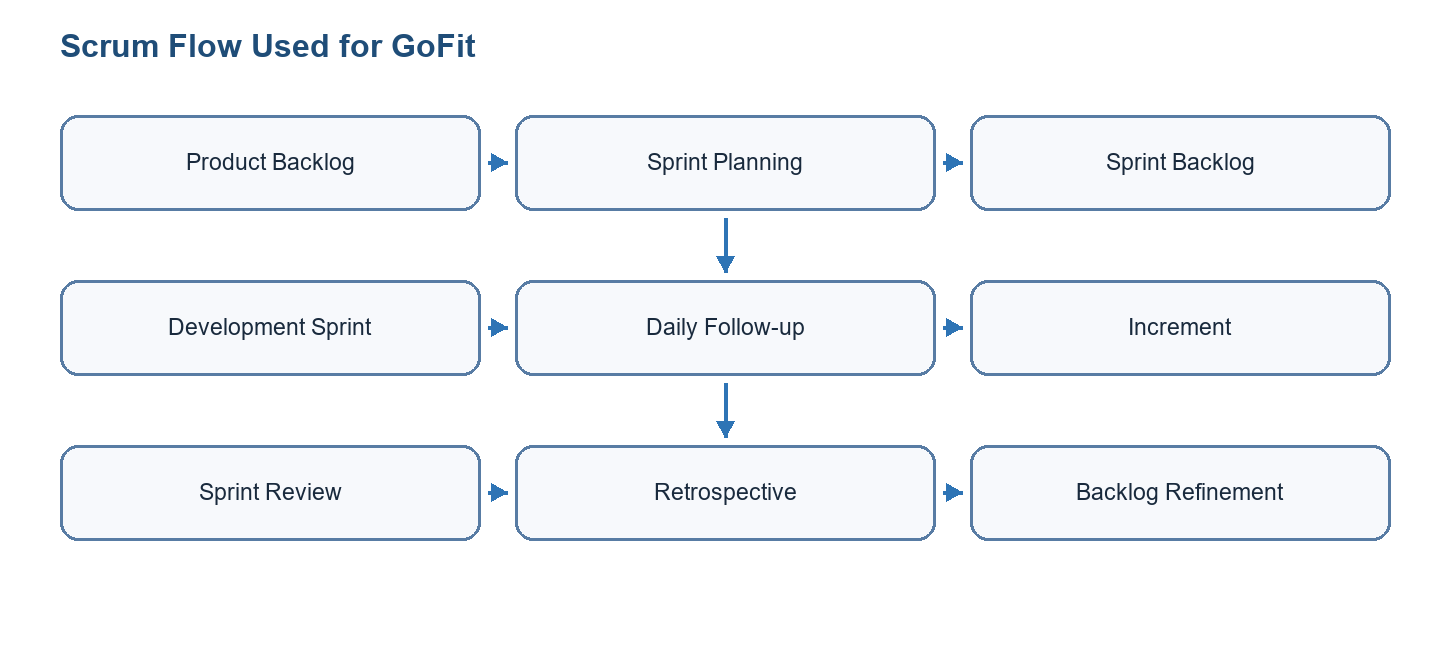 Scrum Flow Used for GoFit
Product Backlog
Sprint Planning
Sprint Backlog
Development Sprint
Daily Follow-up
Increment
Sprint Review
Retrospective
Backlog Refinement